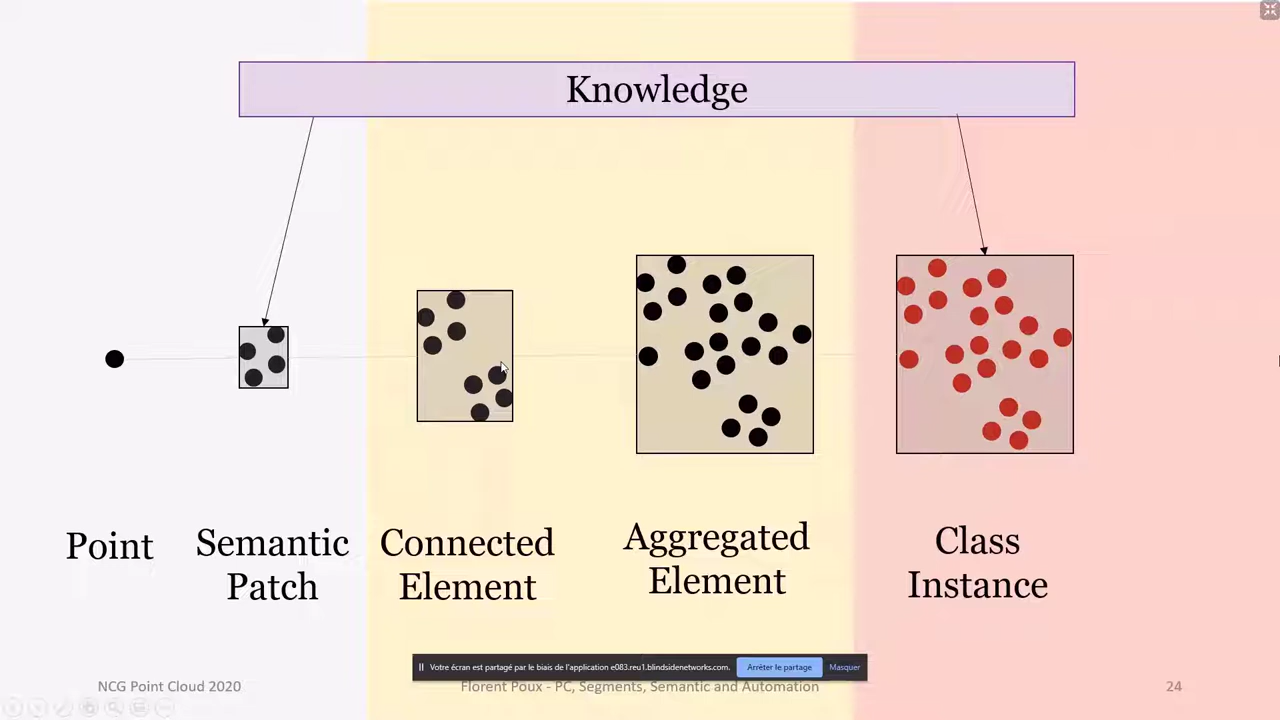 Knowledge
Point
Semantic
Patch
Connected
Element
Aggregated
Element
Class
Instance
Votre écran est partagé par le biais de l'application e083.reu1.blindsidenetworks.com.
Arrêter le partage
Masquer
NCG Point Cloud 2020
Florent Poux - PC, Segments, Semantic and Automation
24